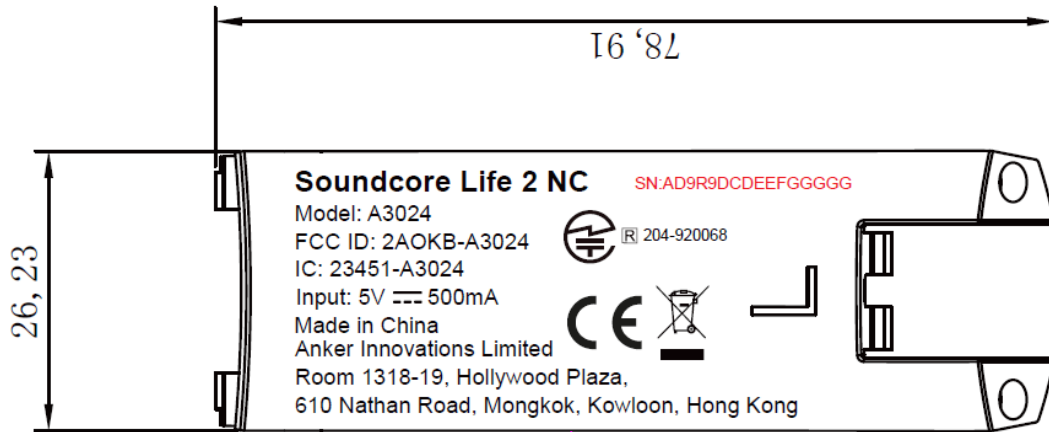 78,91
26,23
Soundcore Life 2 NC
SN:AD9R9DCDEEFGGGGG
Model: A3024
FCC ID: 2AOKB-A3024
R 204-920068
IC: 23451-A3024
Input: 5V ⎓ 500mA
CE
Made in China
Anker Innovations Limited
Room 1318-19, Hollywood Plaza,
610 Nathan Road, Mongkok, Kowloon, Hong Kong
L